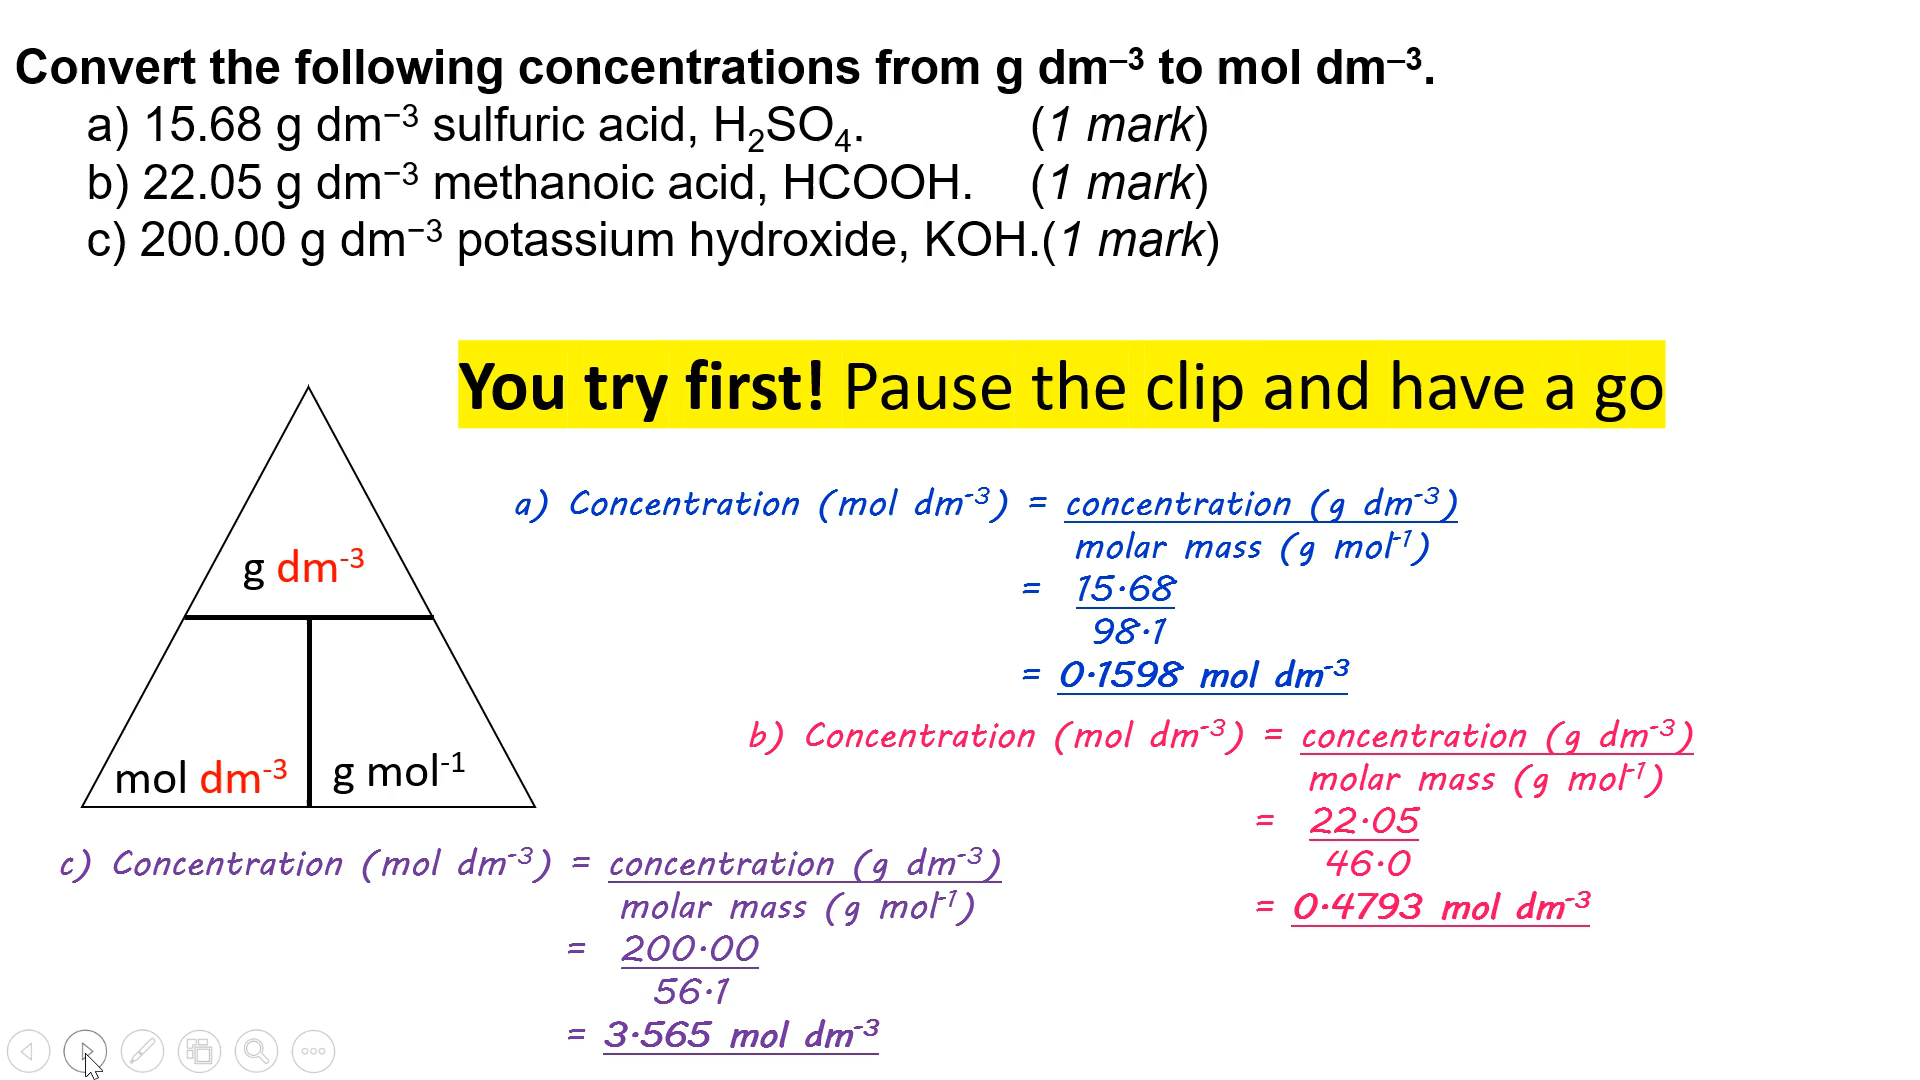 Convert the following concentrations from g dm⁻³ to mol dm⁻³.
a) 15.68 g dm⁻³ sulfuric acid, H₂SO₄. (1 mark)
b) 22.05 g dm⁻³ methanoic acid, HCOOH. (1 mark)
c) 200.00 g dm⁻³ potassium hydroxide, KOH.(1 mark)
You try first! Pause the clip and have a go
g dm⁻³
mol dm⁻³ g mol⁻¹
a) Concentration (mol dm⁻³) = concentration (g dm⁻³)
molar mass (g mol⁻¹)
= 15·68
98·1
= 0·1598 mol dm⁻³
b) Concentration (mol dm⁻³) = concentration (g dm⁻³)
molar mass (g mol⁻¹)
= 22·05
46·0
= 0·4793 mol dm⁻³
c) Concentration (mol dm⁻³) = concentration (g dm⁻³)
molar mass (g mol⁻¹)
= 200·00
56·1
= 3·565 mol dm⁻³